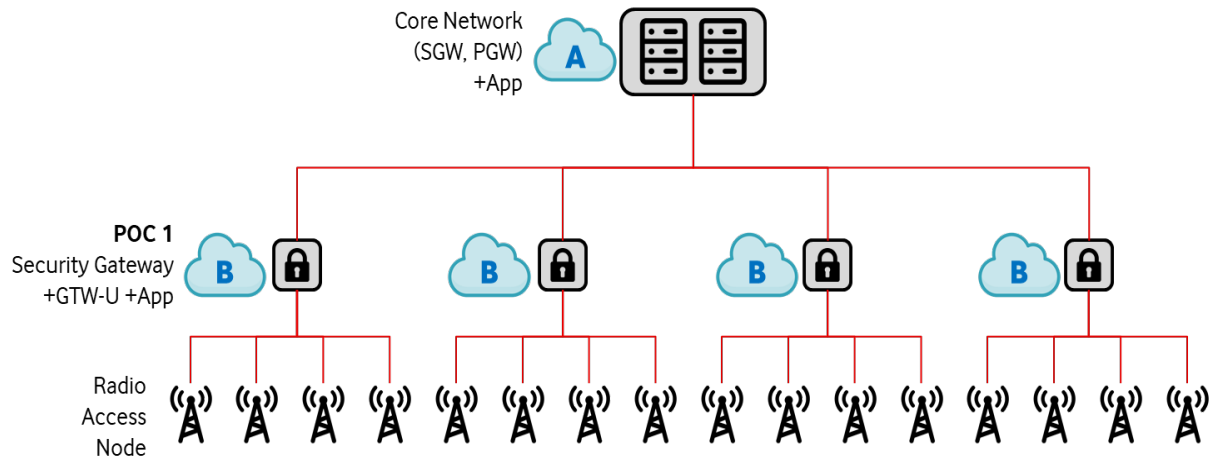 Core Network
(SGW, PGW)
+App
A
POC 1
Security Gateway
+GTW-U +App
B
B
B
B
Radio
Access
Node